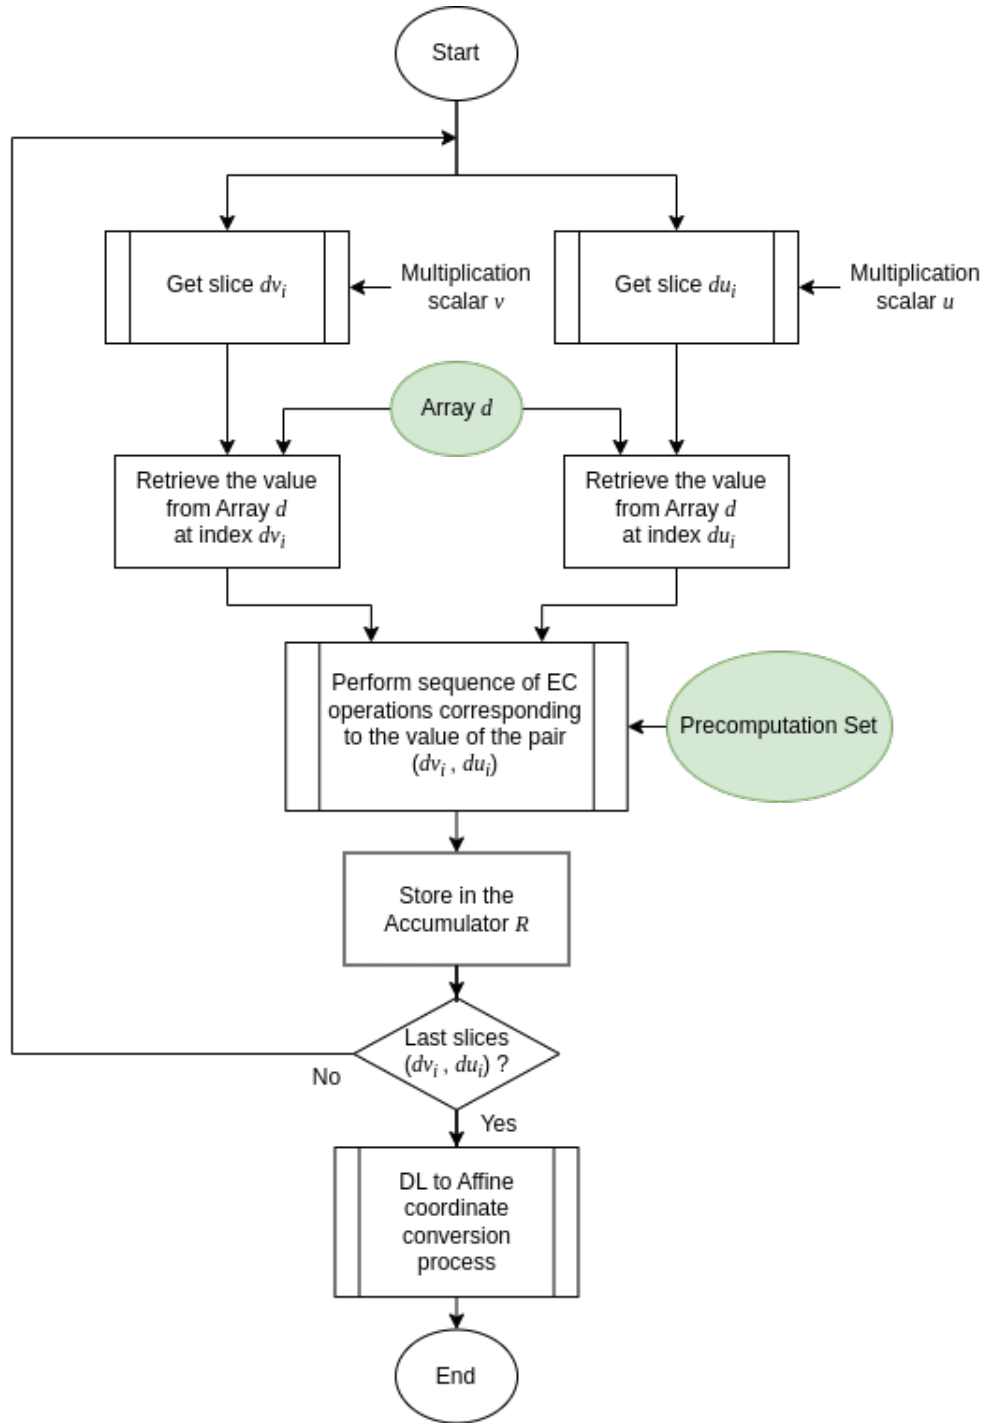 Start
Get slice dvᵢ
Multiplication
scalar v
Get slice duᵢ
Multiplication
scalar u
Array d
Retrieve the value
from Array d
at index dvᵢ
Retrieve the value
from Array d
at index duᵢ
Perform sequence of EC
operations corresponding
to the value of the pair
(dvᵢ , duᵢ)
Precomputation Set
Store in the
Accumulator R
Last slices
(dvᵢ , duᵢ) ?
No
Yes
DL to Affine
coordinate
conversion
process
End